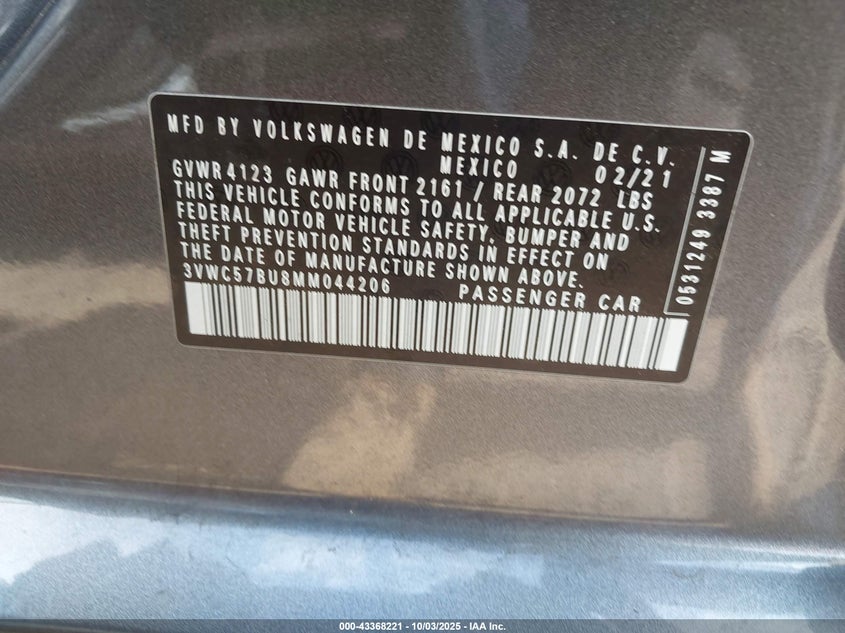 MFD BY VOLKSWAGEN DE MEXICO S.A. DE C.V.
MEXICO 02/21
GVWR 4123 GAWR FRONT 2161 / REAR 2072 LBS
THIS VEHICLE CONFORMS TO ALL APPLICABLE U.S.
FEDERAL MOTOR VEHICLE SAFETY, BUMPER AND
THEFT PREVENTION STANDARDS IN EFFECT ON
THE DATE OF MANUFACTURE SHOWN ABOVE.
3VWC57BU8MM044206 PASSENGER CAR
0531249 3387 M
000-43368221 - 10/03/2025 - IAA Inc.